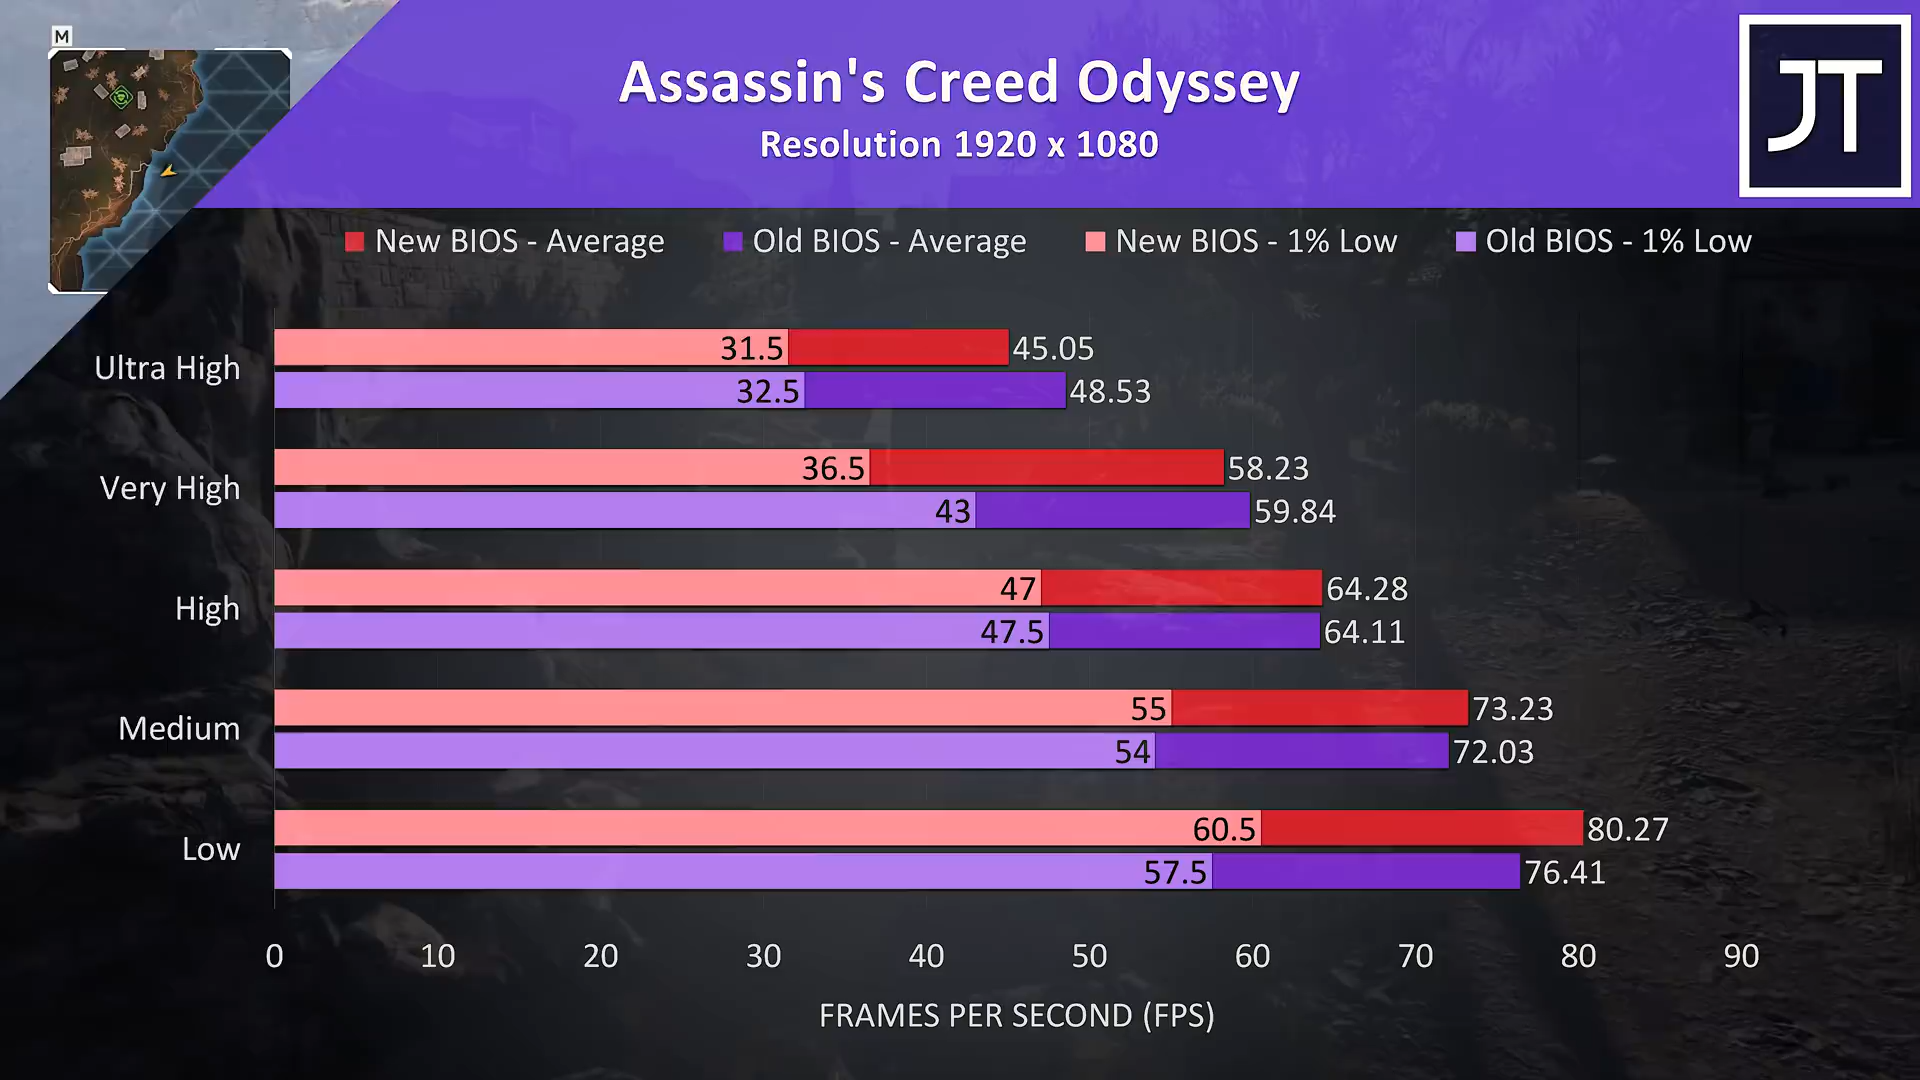 M
Assassin's Creed Odyssey
Resolution 1920 x 1080
JT
New BIOS - Average Old BIOS - Average New BIOS - 1% Low Old BIOS - 1% Low
Ultra High
31.5 45.05
32.5 48.53
Very High
36.5 58.23
43 59.84
High
47 64.28
47.5 64.11
Medium
55 73.23
54 72.03
Low
60.5 80.27
57.5 76.41
0 10 20 30 40 50 60 70 80 90
FRAMES PER SECOND (FPS)